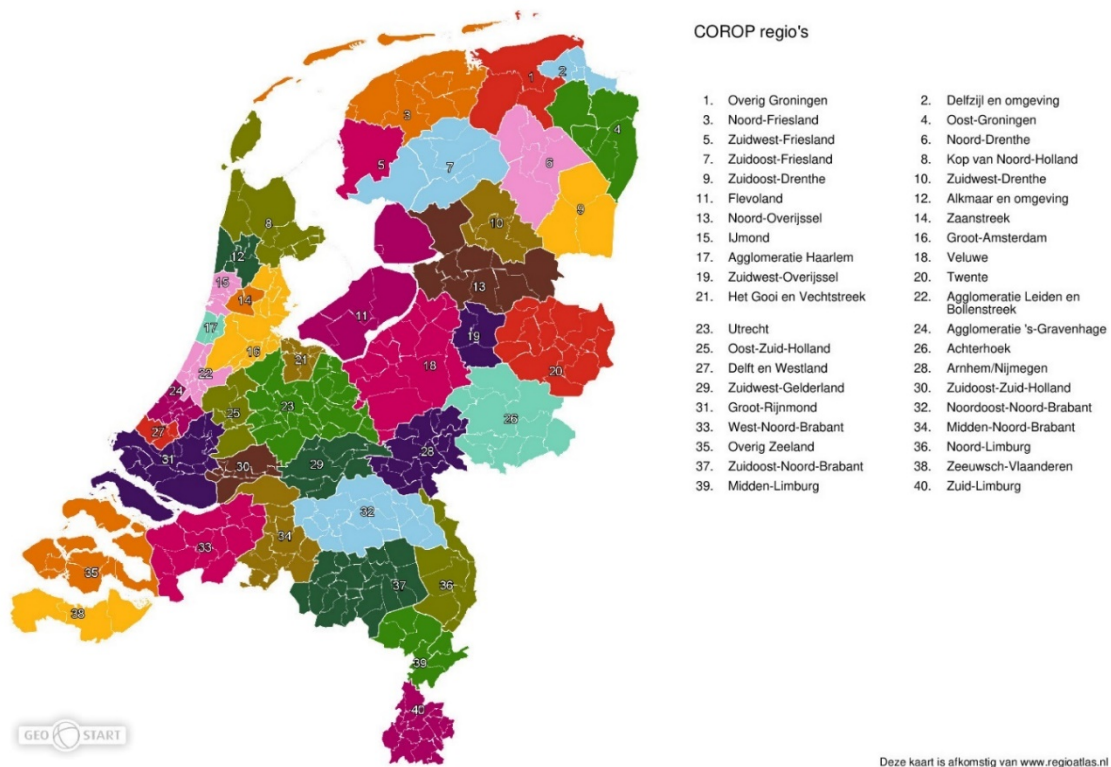 COROP regio's
1. Overig Groningen 2. Delfzijl en omgeving
3. Noord-Friesland 4. Oost-Groningen
5. Zuidwest-Friesland 6. Noord-Drenthe
7. Zuidoost-Friesland 8. Kop van Noord-Holland
9. Zuidoost-Drenthe 10. Zuidwest-Drenthe
11. Flevoland 12. Alkmaar en omgeving
13. Noord-Overijssel 14. Zaanstreek
15. IJmond 16. Groot-Amsterdam
17. Agglomeratie Haarlem 18. Veluwe
19. Zuidwest-Overijssel 20. Twente
21. Het Gooi en Vechtstreek 22. Agglomeratie Leiden en
Bollenstreek
23. Utrecht 24. Agglomeratie 's-Gravenhage
25. Oost-Zuid-Holland 26. Achterhoek
27. Delft en Westland 28. Arnhem/Nijmegen
29. Zuidwest-Gelderland 30. Zuidoost-Zuid-Holland
31. Groot-Rijnmond 32. Noordoost-Noord-Brabant
33. West-Noord-Brabant 34. Midden-Noord-Brabant
35. Overig Zeeland 36. Noord-Limburg
37. Zuidoost-Noord-Brabant 38. Zeeuwsch-Vlaanderen
39. Midden-Limburg 40. Zuid-Limburg
1
2
3
4
5
6
7
8
9
10
11
12
13
14
15
16
17
18
19
20
21
22
23
24
25
26
27
28
29
30
31
32
33
34
35
36
37
38
39
40
GEO START
Deze kaart is afkomstig van www.regioatlas.nl